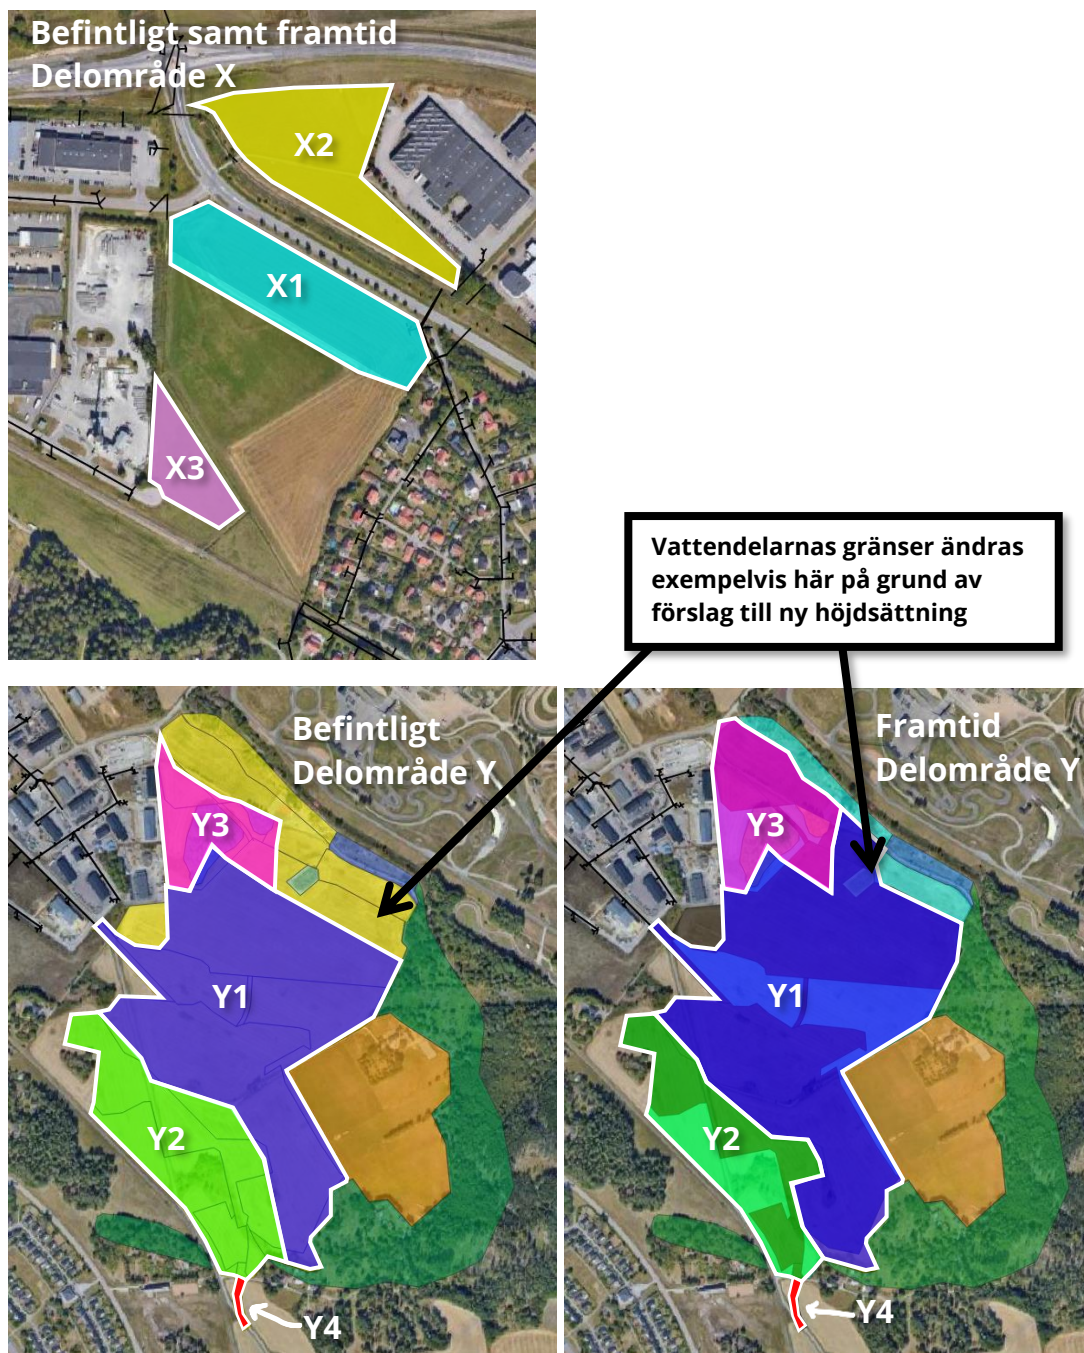 Befintligt samt framtid
Delområde X
X2
X1
X3
Vattendelarnas gränser ändras
exempelvis här på grund av
förslag till ny höjdsättning
Befintligt
Delområde Y
Y3
Y1
Y2
Y4
Framtid
Delområde Y
Y3
Y1
Y2
Y4